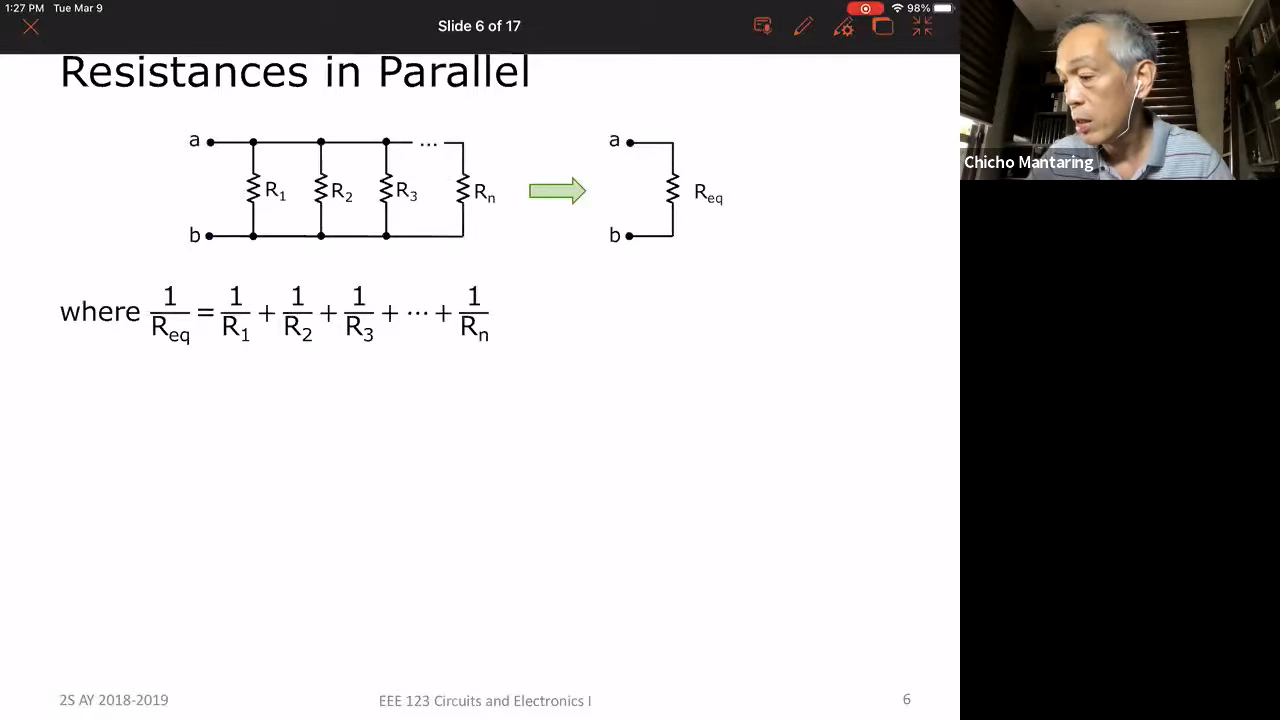 1:27 PM Tue Mar 9
98%
Slide 6 of 17
Resistances in Parallel
a
...
a
R1
R2
R3
Rn
Req
b
b
where 1/Req = 1/R1 + 1/R2 + 1/R3 + ⋯ + 1/Rn
Chicho Mantaring
2S AY 2018-2019
EEE 123 Circuits and Electronics I
6